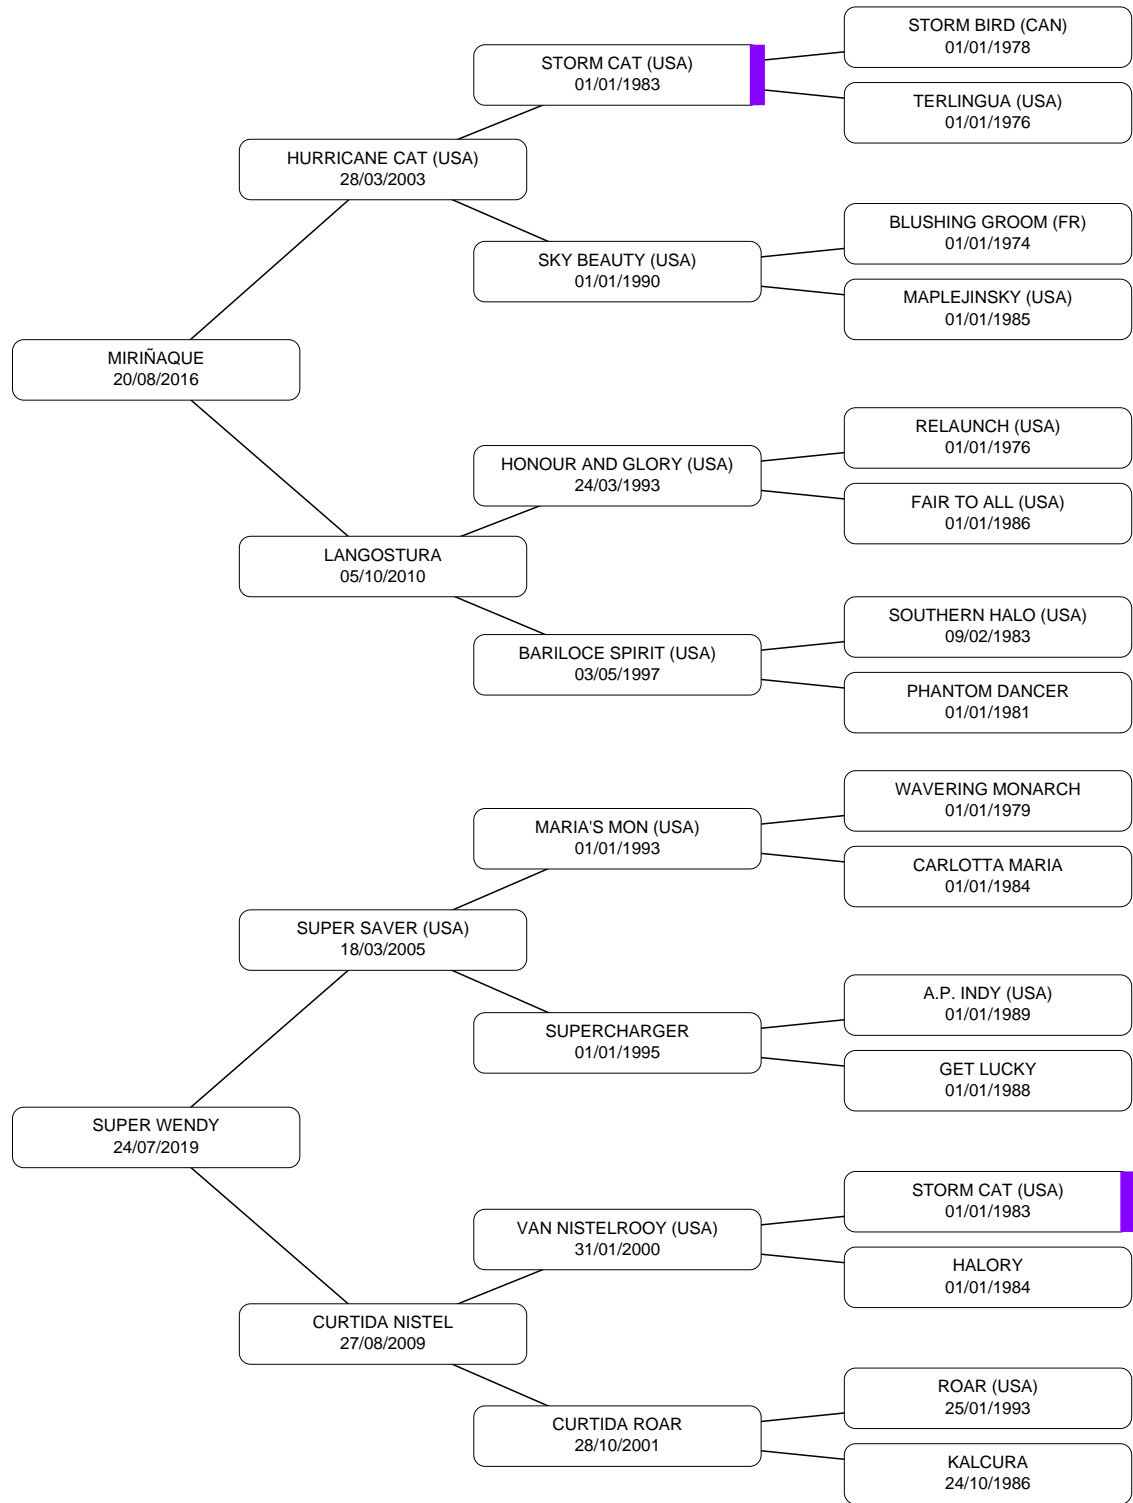 STORM BIRD (CAN)
01/01/1978
STORM CAT (USA)
01/01/1983
TERLINGUA (USA)
01/01/1976
HURRICANE CAT (USA)
28/03/2003
BLUSHING GROOM (FR)
01/01/1974
SKY BEAUTY (USA)
01/01/1990
MAPLEJINSKY (USA)
01/01/1985
MIRIÑAQUE
20/08/2016
RELAUNCH (USA)
01/01/1976
HONOUR AND GLORY (USA)
24/03/1993
FAIR TO ALL (USA)
01/01/1986
LANGOSTURA
05/10/2010
SOUTHERN HALO (USA)
09/02/1983
BARILOCE SPIRIT (USA)
03/05/1997
PHANTOM DANCER
01/01/1981
WAVERING MONARCH
01/01/1979
MARIA'S MON (USA)
01/01/1993
CARLOTTA MARIA
01/01/1984
SUPER SAVER (USA)
18/03/2005
A.P. INDY (USA)
01/01/1989
SUPERCHARGER
01/01/1995
GET LUCKY
01/01/1988
SUPER WENDY
24/07/2019
STORM CAT (USA)
01/01/1983
VAN NISTELROOY (USA)
31/01/2000
HALORY
01/01/1984
CURTIDA NISTEL
27/08/2009
ROAR (USA)
25/01/1993
CURTIDA ROAR
28/10/2001
KALCURA
24/10/1986